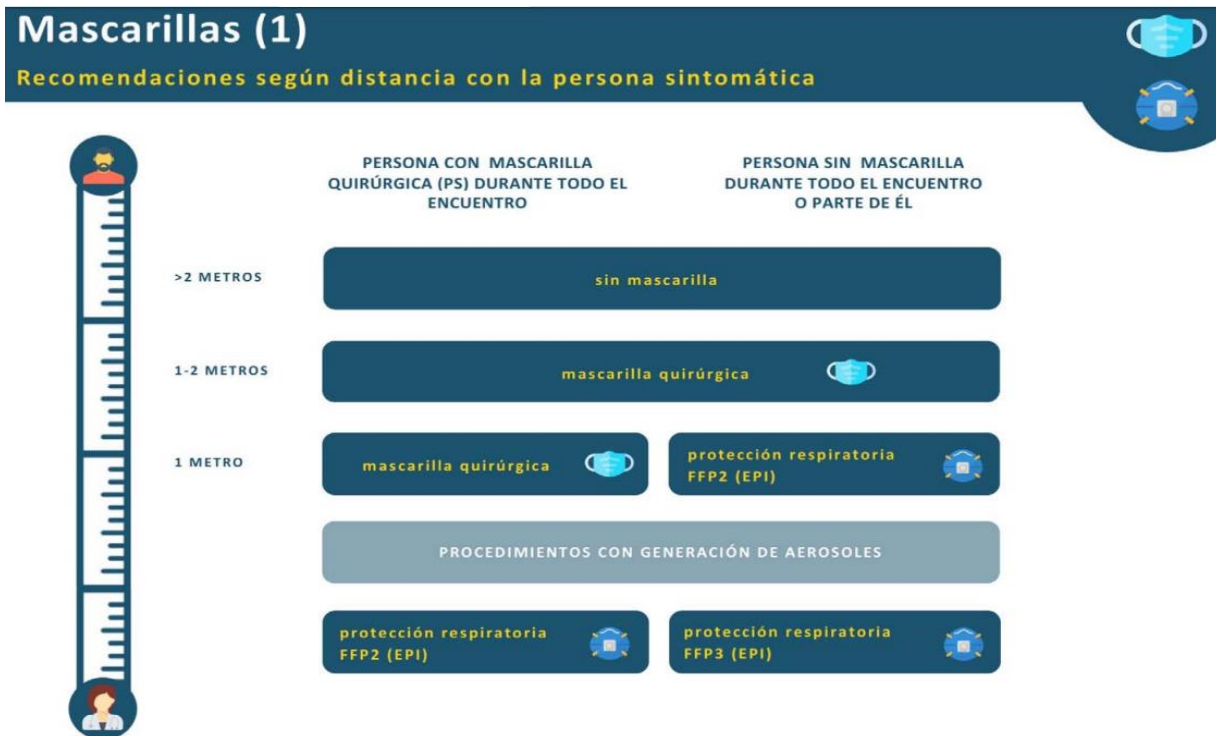 Mascarillas (1)
Recomendaciones según distancia con la persona sintomática
PERSONA CON MASCARILLA
QUIRÚRGICA (PS) DURANTE TODO EL
ENCUENTRO
PERSONA SIN MASCARILLA
DURANTE TODO EL ENCUENTRO
O PARTE DE ÉL
>2 METROS
sin mascarilla
1-2 METROS
mascarilla quirúrgica
1 METRO
mascarilla quirúrgica
protección respiratoria
FFP2 (EPI)
PROCEDIMIENTOS CON GENERACIÓN DE AEROSOLES
protección respiratoria
FFP2 (EPI)
protección respiratoria
FFP3 (EPI)